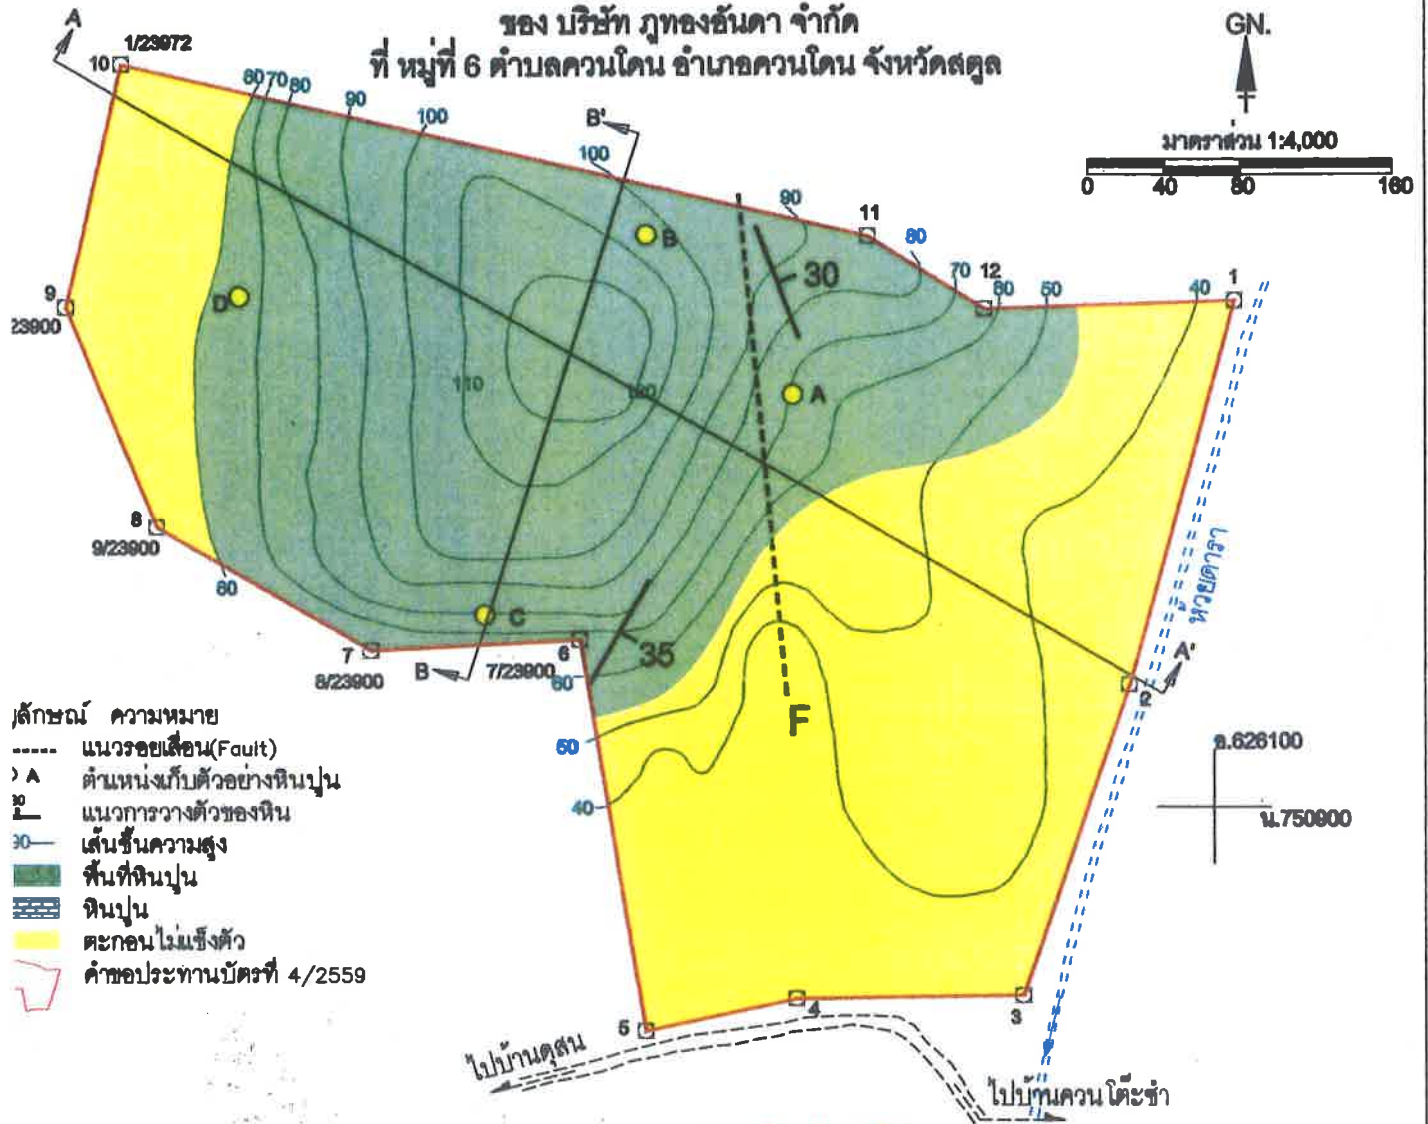 ของ บริษัท ภูทองอันดา จำกัด
ที่ หมู่ที่ 6 ตำบลควนโดน อำเภอควนโดน จังหวัดสตูล
GN.
มาตราส่วน 1:4,000
0 40 80 160
A
1/23972
10
60 70 80 90 100
B'
100
90
11
80
70
12
60
50
40
1
30
B
D
9
23900
110
120
A
8
9/23900
60
C
7
8/23900
B
7/23900
6
60
35
F
50
40
A'
2
ห้วยดารา
อ.626100
น.750900
ลักษณ์ ความหมาย
แนวรอยเลื่อน(Fault)
A ตำแหน่งเก็บตัวอย่างหินปูน
30 แนวการวางตัวของหิน
90 เส้นชั้นความสูง
พื้นที่หินปูน
หินปูน
ตะกอนไม่แข็งตัว
คำขอประทานบัตรที่ 4/2559
5
4
3
ไปบ้านดุสน
ไปบ้านควนโต๊ะชำ